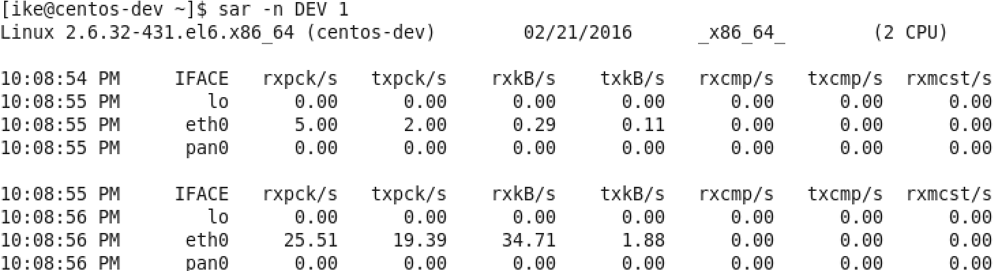 [ike@centos-dev ~]$ sar -n DEV 1
Linux 2.6.32-431.el6.x86_64 (centos-dev) 02/21/2016 _x86_64_ (2 CPU)
10:08:54 PM IFACE rxpck/s txpck/s rxkB/s txkB/s rxcmp/s txcmp/s rxmcst/s
10:08:55 PM lo 0.00 0.00 0.00 0.00 0.00 0.00 0.00
10:08:55 PM eth0 5.00 2.00 0.29 0.11 0.00 0.00 0.00
10:08:55 PM pan0 0.00 0.00 0.00 0.00 0.00 0.00 0.00
10:08:55 PM IFACE rxpck/s txpck/s rxkB/s txkB/s rxcmp/s txcmp/s rxmcst/s
10:08:56 PM lo 0.00 0.00 0.00 0.00 0.00 0.00 0.00
10:08:56 PM eth0 25.51 19.39 34.71 1.88 0.00 0.00 0.00
10:08:56 PM pan0 0.00 0.00 0.00 0.00 0.00 0.00 0.00